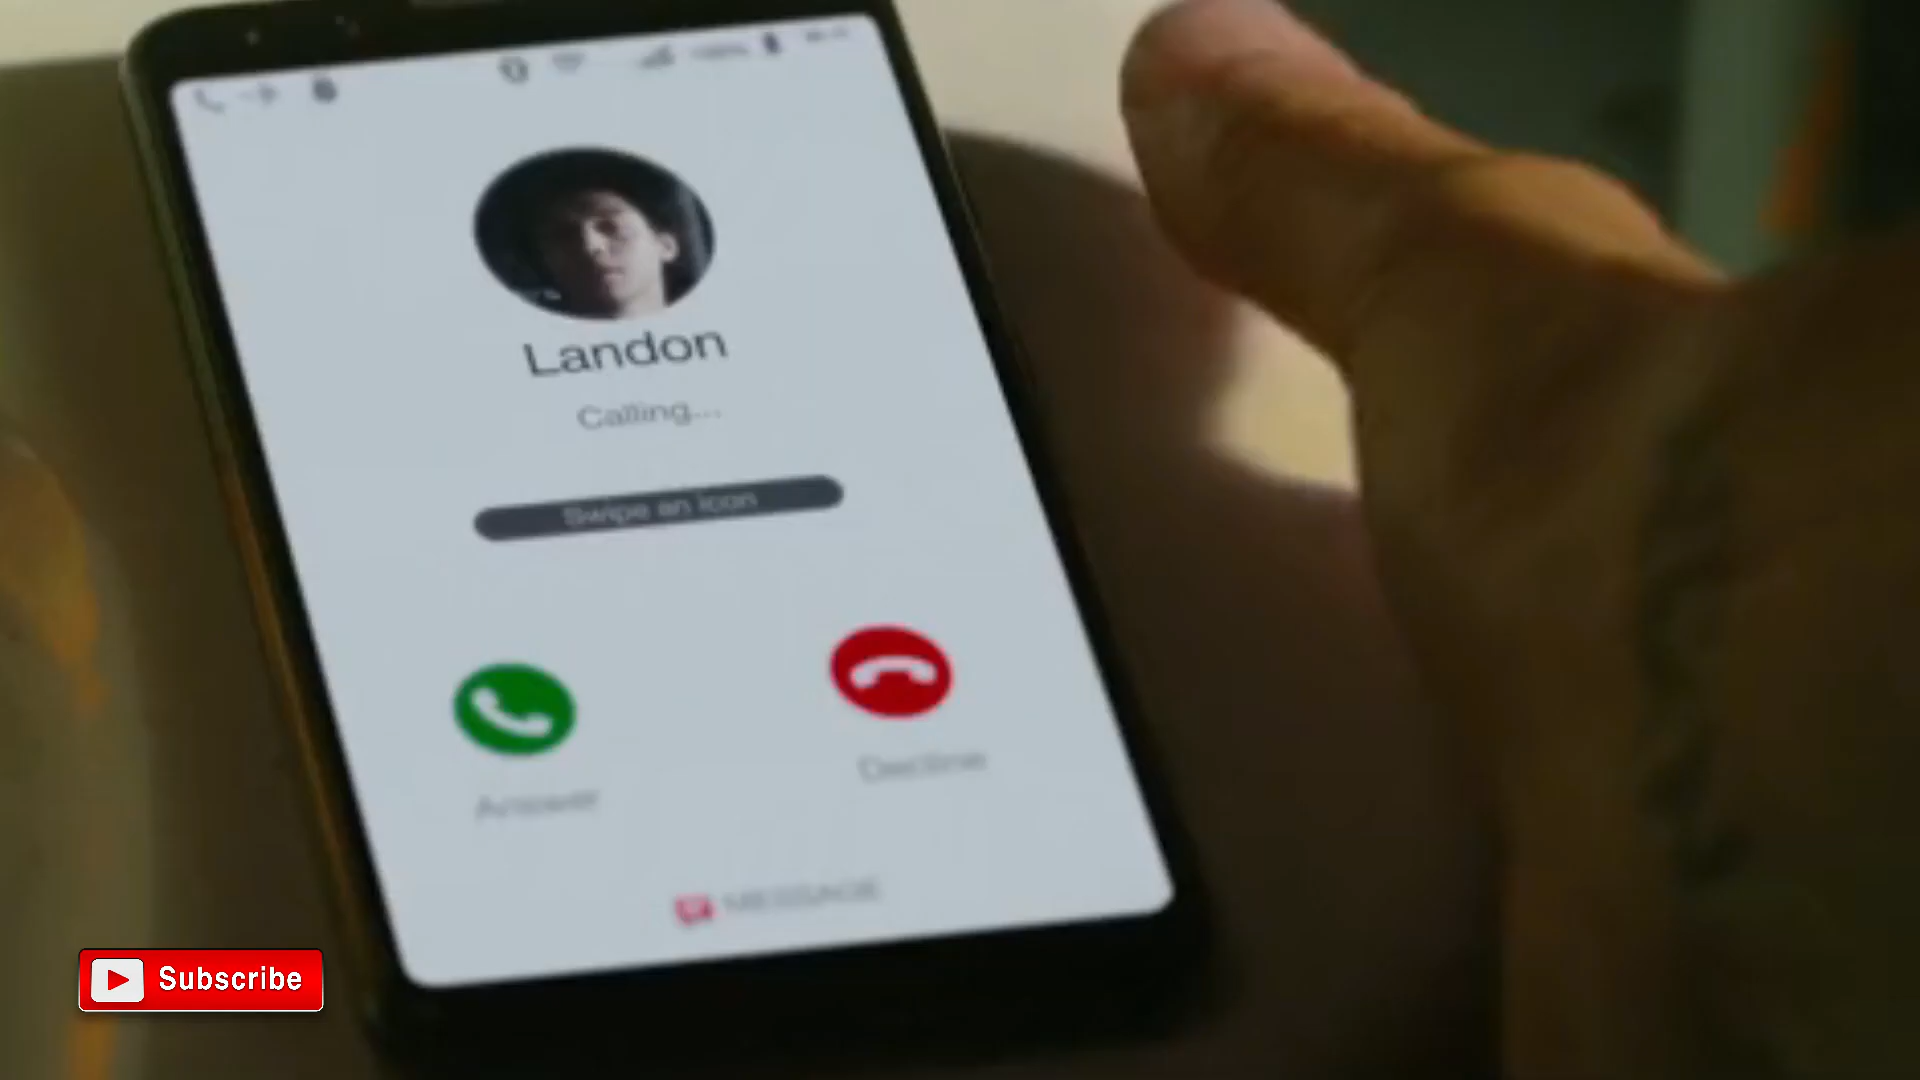 Landon
Calling...
Swipe an icon
Decline
Answer
MESSAGE
Subscribe